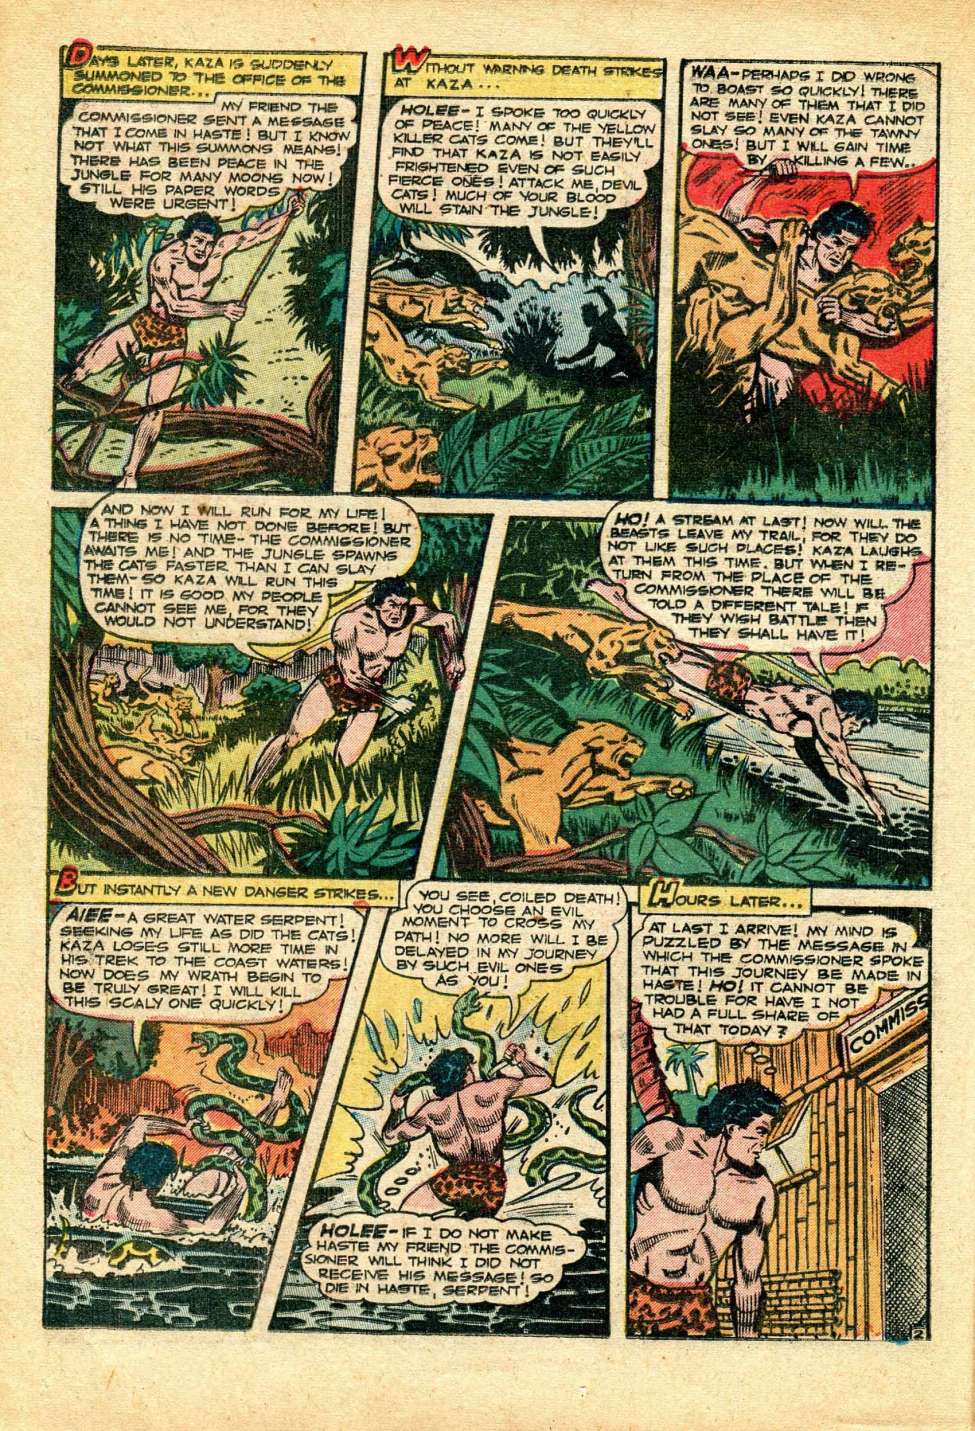 DAYS LATER, KAZA IS SUDDENLY
SUMMONED TO THE OFFICE OF THE
COMMISSIONER...
MY FRIEND THE
COMMISSIONER SENT A MESSAGE
THAT I COME IN HASTE! BUT I KNOW
NOT WHAT THIS SUMMONS MEANS!
THERE HAS BEEN PEACE IN THE
JUNGLE FOR MANY MOONS NOW!
STILL HIS PAPER WORDS
WERE URGENT!
WITHOUT WARNING DEATH STRIKES
AT KAZA...
HOLEE- I SPOKE TOO QUICKLY
OF PEACE! MANY OF THE YELLOW
KILLER CATS COME! BUT THEY'LL
FIND THAT KAZA IS NOT EASILY
FRIGHTENED EVEN OF SUCH
FIERCE ONES! ATTACK ME, DEVIL
CATS! MUCH OF YOUR BLOOD
WILL STAIN THE JUNGLE!
WAA-PERHAPS I DID WRONG
TO BOAST SO QUICKLY! THERE
ARE MANY OF THEM THAT I DID
NOT SEE! EVEN KAZA CANNOT
SLAY SO MANY OF THE TAWNY
ONES! BUT I WILL GAIN TIME
BY KILLING A FEW..
AND NOW I WILL RUN FOR MY LIFE!
A THING I HAVE NOT DONE BEFORE! BUT
THERE IS NO TIME- THE COMMISSIONER
AWAITS ME! AND THE JUNGLE SPAWNS
THE CATS FASTER THAN I CAN SLAY
THEM-SO KAZA WILL RUN THIS
TIME! IT IS GOOD MY PEOPLE
CANNOT SEE ME, FOR THEY
WOULD NOT UNDERSTAND!
HO! A STREAM AT LAST! NOW WILL THE
BEASTS LEAVE MY TRAIL, FOR THEY DO
NOT LIKE SUCH PLACES! KAZA LAUGHS
AT THEM THIS TIME. BUT WHEN I RE-
TURN FROM THE PLACE OF THE
COMMISSIONER THERE WILL BE
TOLD A DIFFERENT TALE! IF
THEY WISH BATTLE THEN
THEY SHALL HAVE IT!
BUT INSTANTLY A NEW DANGER STRIKES...
AIEE-A GREAT WATER SERPENT!
SEEKING MY LIFE AS DID THE CATS!
KAZA LOSES STILL MORE TIME IN
HIS TREK TO THE COAST WATERS!
NOW DOES MY WRATH BEGIN TO
BE TRULY GREAT! I WILL KILL
THIS SCALY ONE QUICKLY!
YOU SEE, COILED DEATH!
YOU CHOOSE AN EVIL
MOMENT TO CROSS MY
PATH! NO MORE WILL I BE
DELAYED IN MY JOURNEY
BY SUCH EVIL ONES
AS YOU!
HOLEE-IF I DO NOT MAKE
HASTE MY FRIEND THE COMMIS-
SIONER WILL THINK I DID NOT
RECEIVE HIS MESSAGE! SO
DIE IN HASTE, SERPENT!
HOURS LATER...
AT LAST I ARRIVE! MY MIND IS
PUZZLED BY THE MESSAGE IN
WHICH THE COMMISSIONER SPOKE
THAT THIS JOURNEY BE MADE IN
HASTE! HO! IT CANNOT BE
TROUBLE FOR HAVE I NOT
HAD A FULL SHARE OF
THAT TODAY?
COMMISS
2